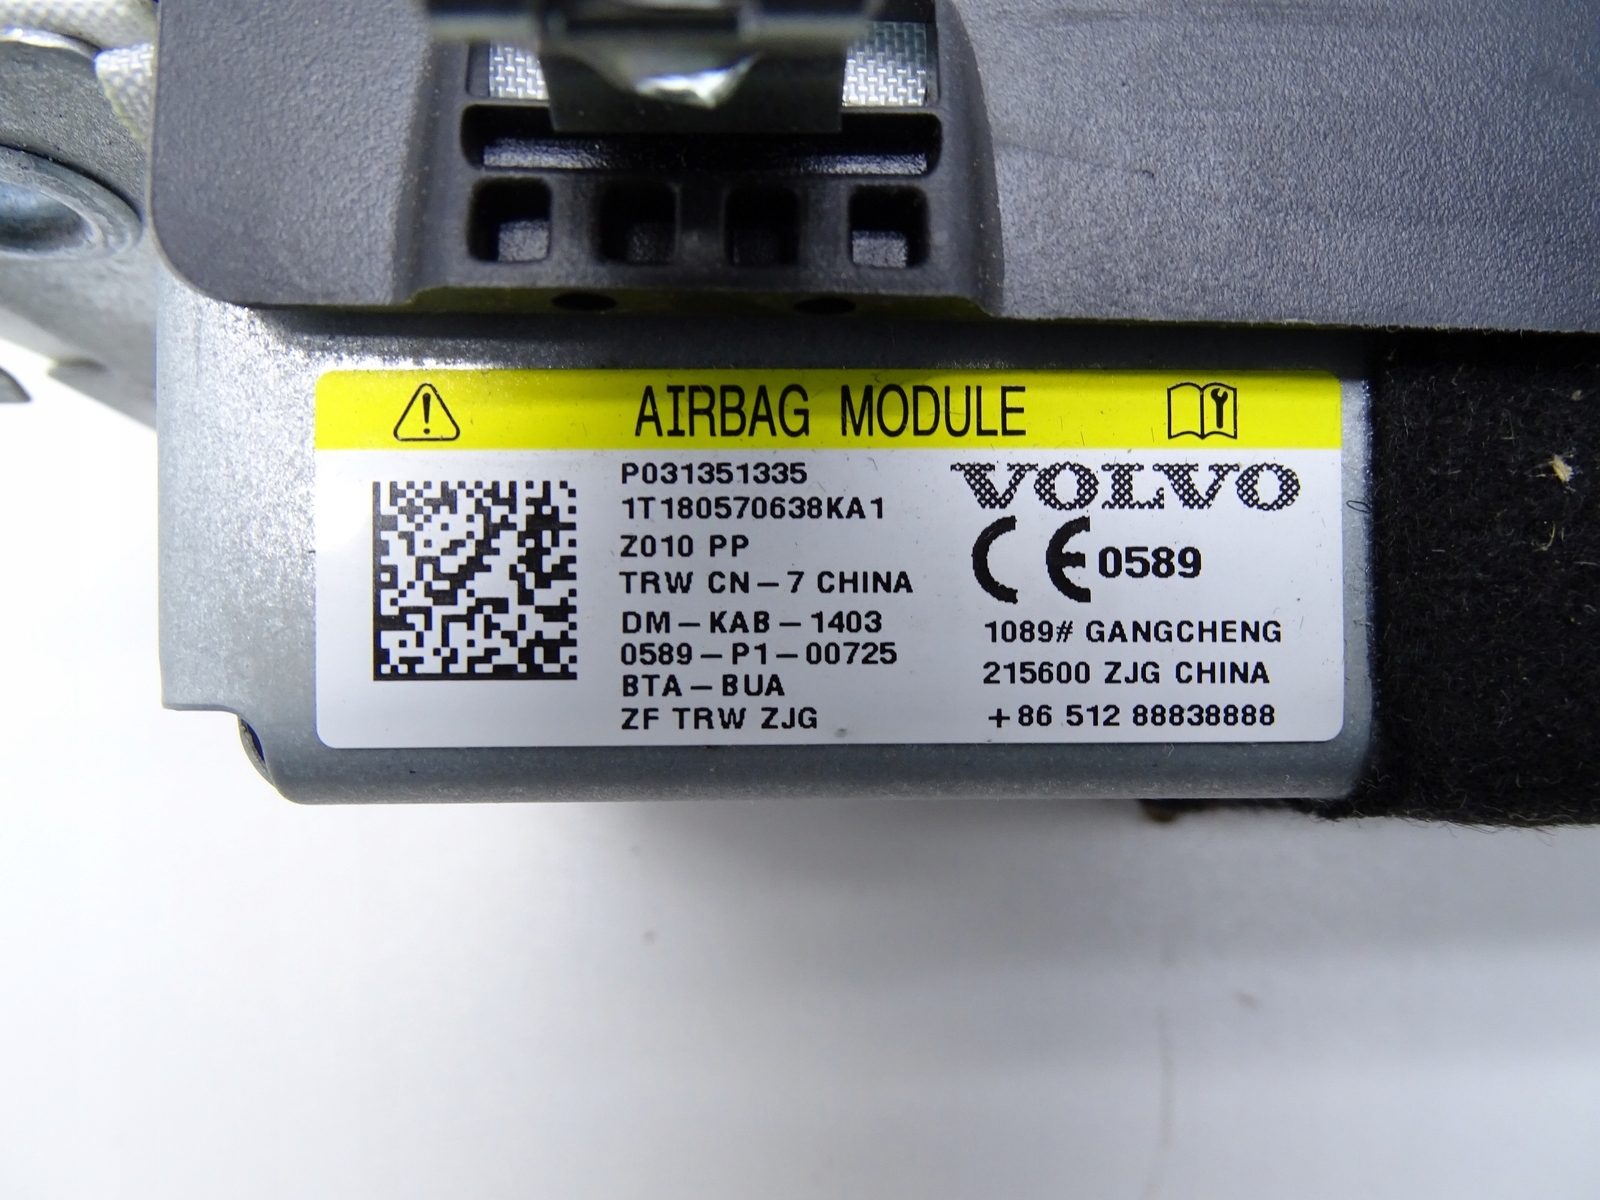 AIRBAG MODULE
P031351335
1T180570638KA1
Z010 PP
TRW CN-7 CHINA
DM-KAB-1403
0589-P1-00725
BTA-BUA
ZF TRW ZJG
VOLVO
CE 0589
1089# GANGCHENG
215600 ZJG CHINA
+86 512 88838888